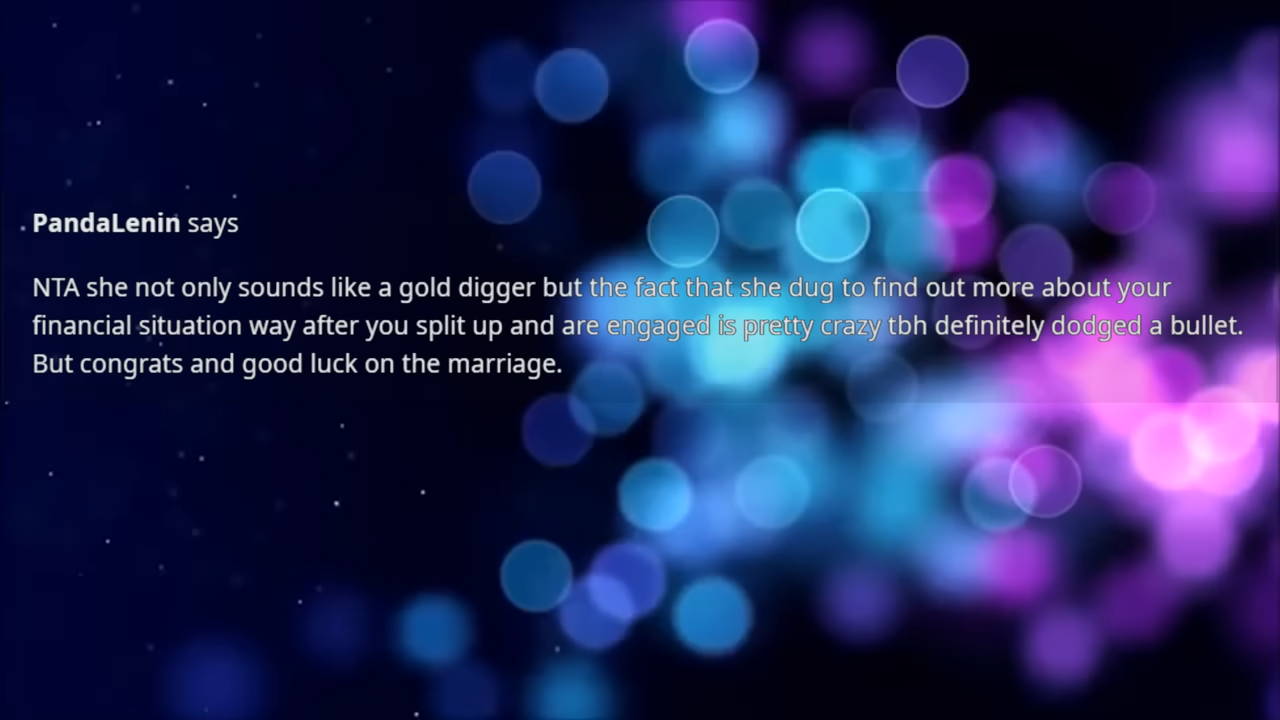 PandaLenin says
NTA she not only sounds like a gold digger but the fact that she dug to find out more about your
financial situation way after you split up and are engaged is pretty crazy tbh definitely dodged a bullet.
But congrats and good luck on the marriage.